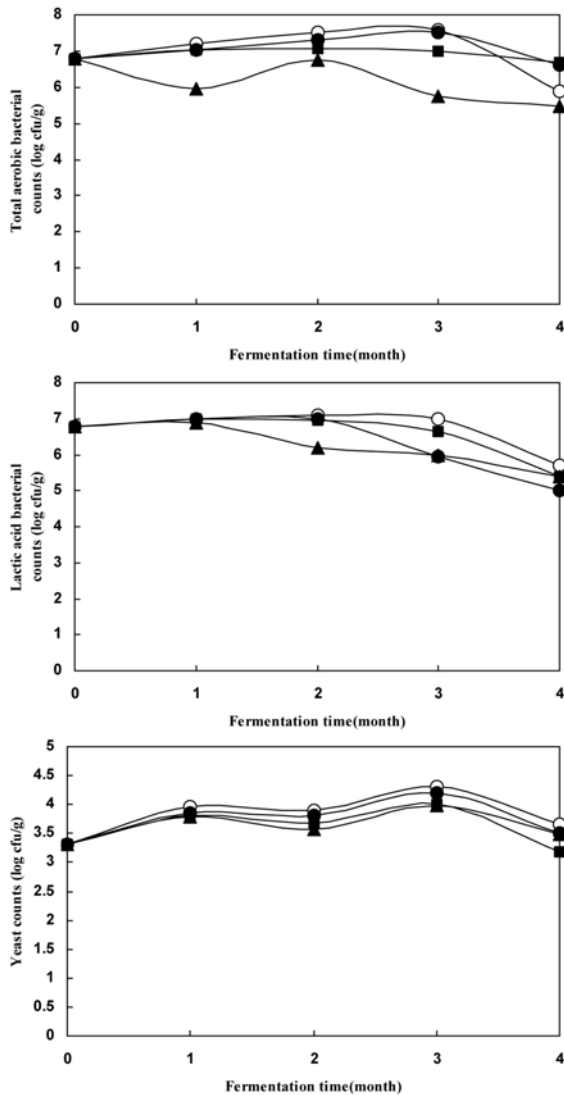 Total aerobic bacterial
counts (log cfu/g)
8
7
6
5
4
3
2
1
0
0 1 2 3 4
Fermentation time(month)
Lactic acid bacterial
counts (log cfu/g)
8
7
6
5
4
3
2
1
0
0 1 2 3 4
Fermentation time(month)
Yeast counts (log cfu/g)
5
4.5
4
3.5
3
2.5
2
1.5
1
0.5
0
0 1 2 3 4
Fermentation time(month)